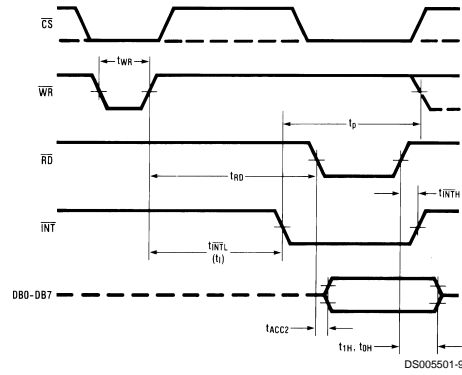 CS
tWR
WR
tp
RD
tRD
tINTH
INT
tINTL
(tI)
DB0-DB7
tACC2
t1H, t0H
DS005501-9